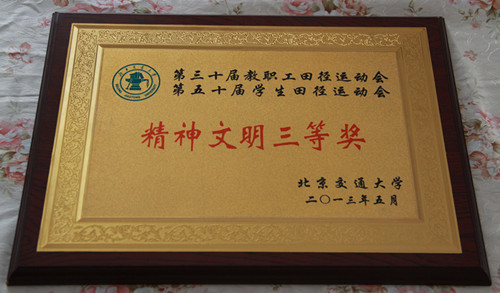 第三十届教职工田径运动会
第五十届学生田径运动会
精神文明三等奖
北京交通大学
二〇一三年五月